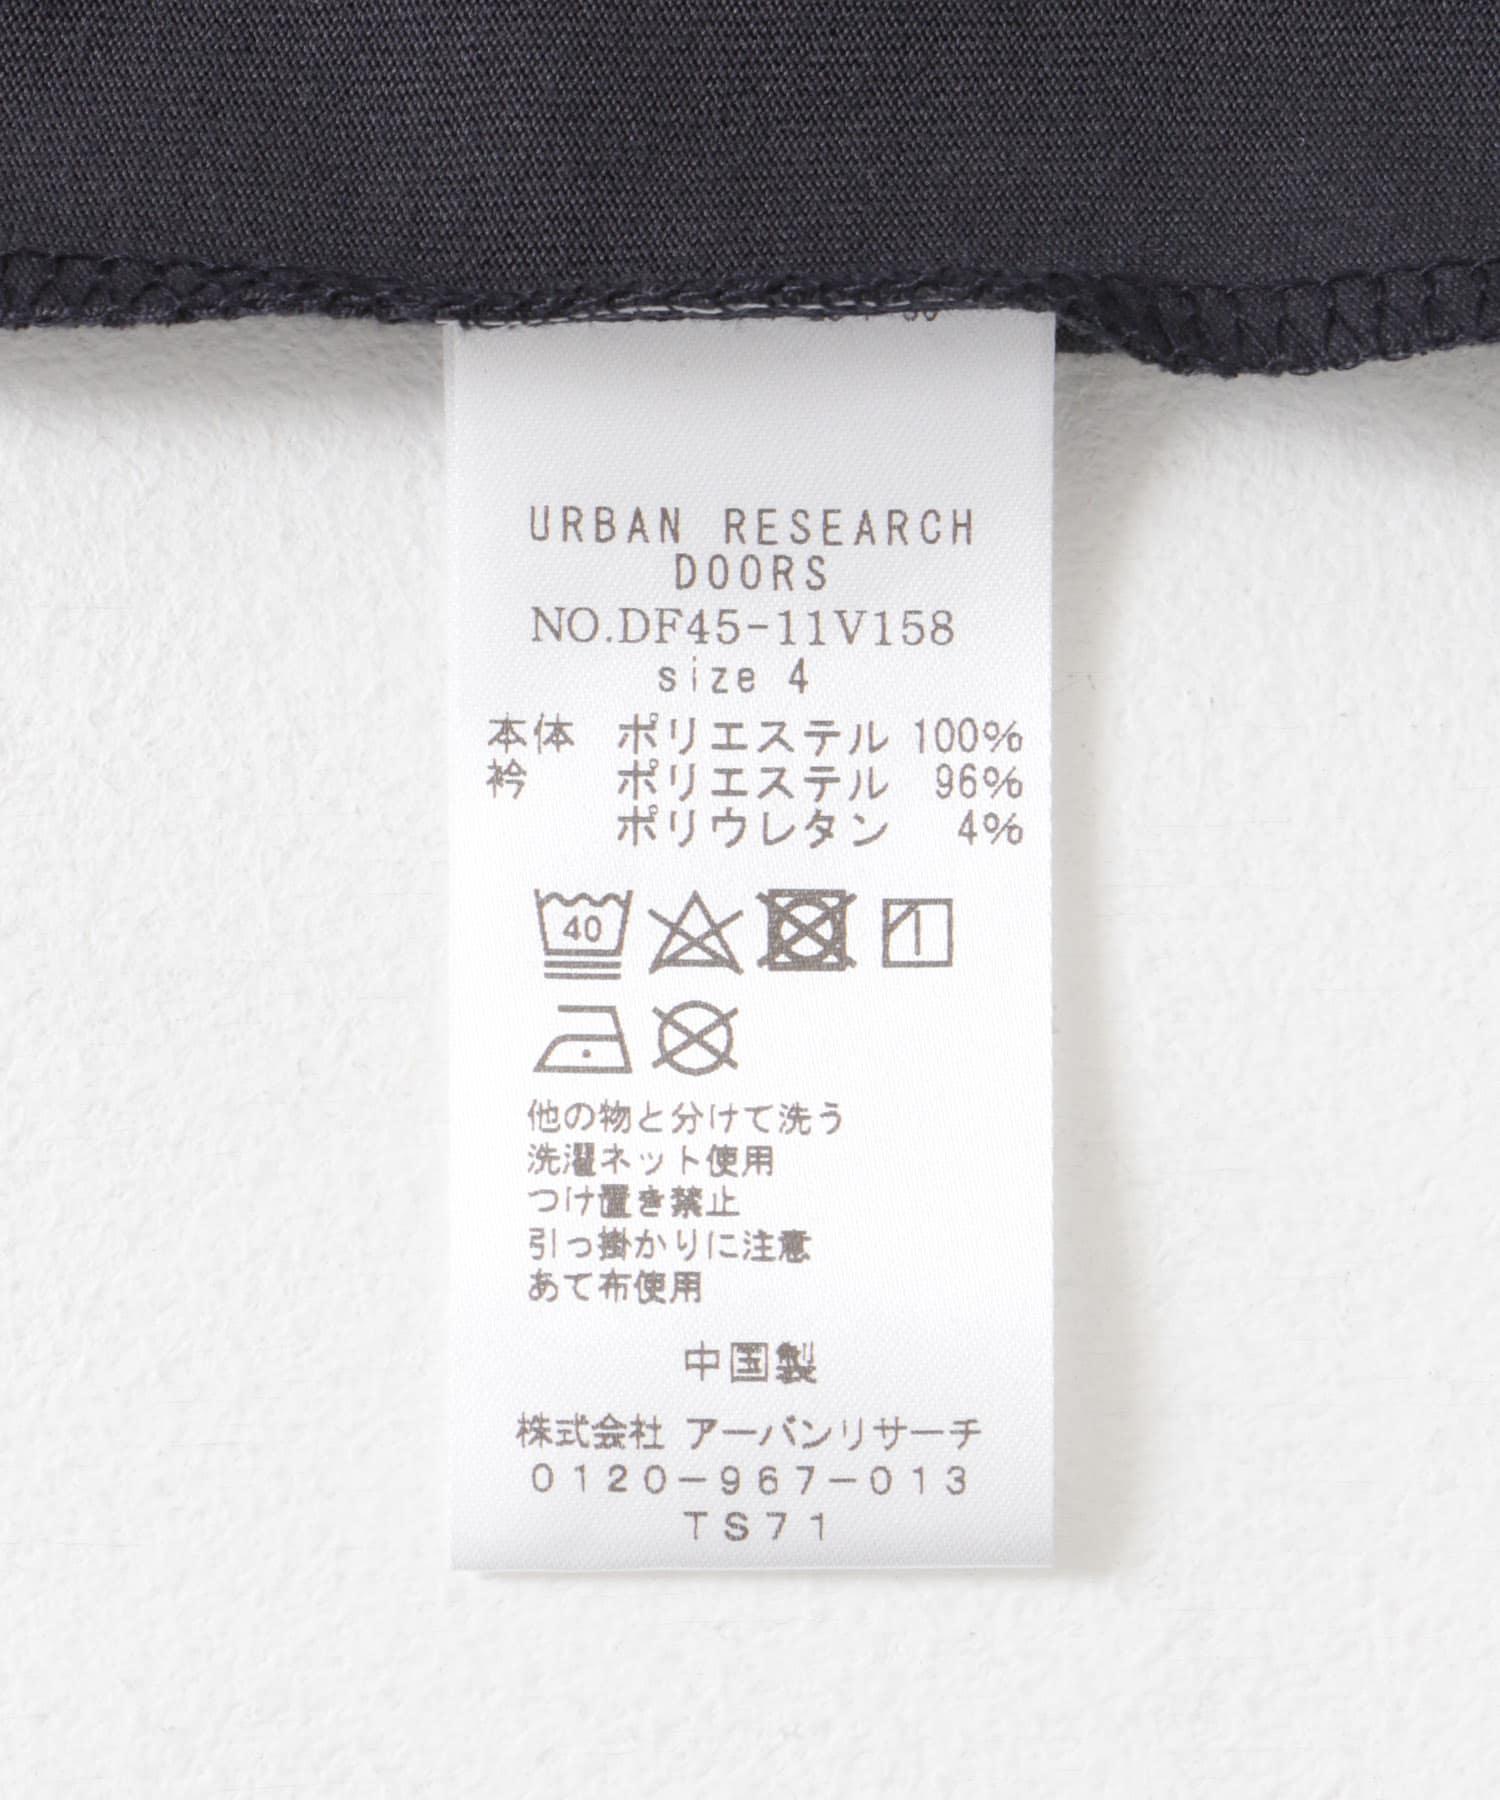 URBAN RESEARCH
DOORS
NO.DF45-11V158
size 4
本体 ポリエステル 100%
衿 ポリエステル 96%
ポリウレタン 4%
40
1
他の物と分けて洗う
洗濯ネット使用
つけ置き禁止
引っ掛かりに注意
あて布使用
中国製
株式会社 アーバンリサーチ
0120-967-013
TS71